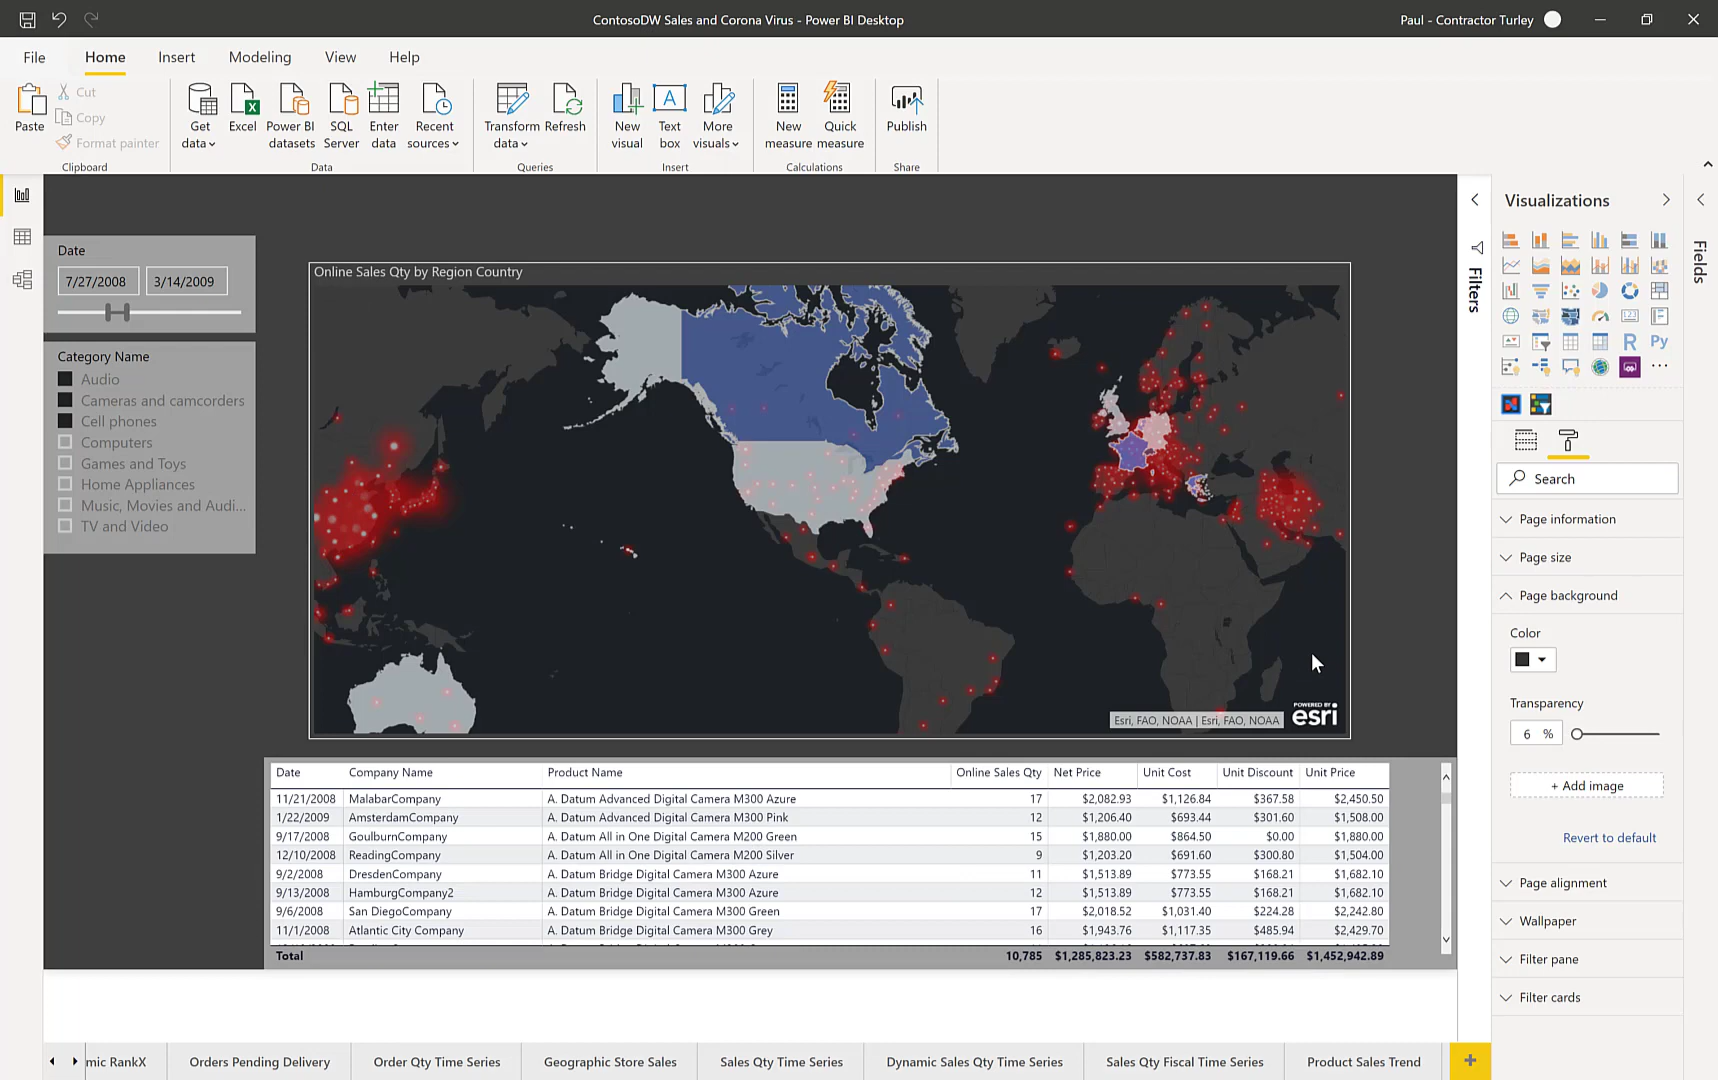 ContosoDW Sales and Corona Virus - Power BI Desktop
Paul - Contractor Turley
File Home Insert Modeling View Help
Paste
Cut
Copy
Format painter
Clipboard
Get data
Excel
Power BI datasets
SQL Server
Enter data
Recent sources
Data
Transform data
Refresh
Queries
New visual
Text box
More visuals
Insert
New measure
Quick measure
Calculations
Publish
Share
Date
7/27/2008 3/14/2009
Category Name
Audio
Cameras and camcorders
Cell phones
Computers
Games and Toys
Home Appliances
Music, Movies and Audi...
TV and Video
Online Sales Qty by Region Country
Esri, FAO, NOAA | Esri, FAO, NOAA
POWERED BY
esri
Date Company Name Product Name Online Sales Qty Net Price Unit Cost Unit Discount Unit Price
11/21/2008 MalabarCompany A. Datum Advanced Digital Camera M300 Azure 17 $2,082.93 $1,126.84 $367.58 $2,450.50
1/22/2009 AmsterdamCompany A. Datum Advanced Digital Camera M300 Pink 12 $1,206.40 $693.44 $301.60 $1,508.00
9/17/2008 GoulburnCompany A. Datum All in One Digital Camera M200 Green 15 $1,880.00 $864.50 $0.00 $1,880.00
12/10/2008 ReadingCompany A. Datum All in One Digital Camera M200 Silver 9 $1,203.20 $691.60 $300.80 $1,504.00
9/2/2008 DresdenCompany A. Datum Bridge Digital Camera M300 Azure 11 $1,513.89 $773.55 $168.21 $1,682.10
9/13/2008 HamburgCompany2 A. Datum Bridge Digital Camera M300 Azure 12 $1,513.89 $773.55 $168.21 $1,682.10
9/6/2008 San DiegoCompany A. Datum Bridge Digital Camera M300 Green 17 $2,018.52 $1,031.40 $224.28 $2,242.80
11/1/2008 Atlantic City Company A. Datum Bridge Digital Camera M300 Grey 16 $1,943.76 $1,117.35 $485.94 $2,429.70
Total 10,785 $1,285,823.23 $582,737.83 $167,119.66 $1,452,942.89
Filters
Visualizations
Fields
R Py
Search
Page information
Page size
Page background
Color
Transparency
6 %
+ Add image
Revert to default
Page alignment
Wallpaper
Filter pane
Filter cards
mic RankX Orders Pending Delivery Order Qty Time Series Geographic Store Sales Sales Qty Time Series Dynamic Sales Qty Time Series Sales Qty Fiscal Time Series Product Sales Trend